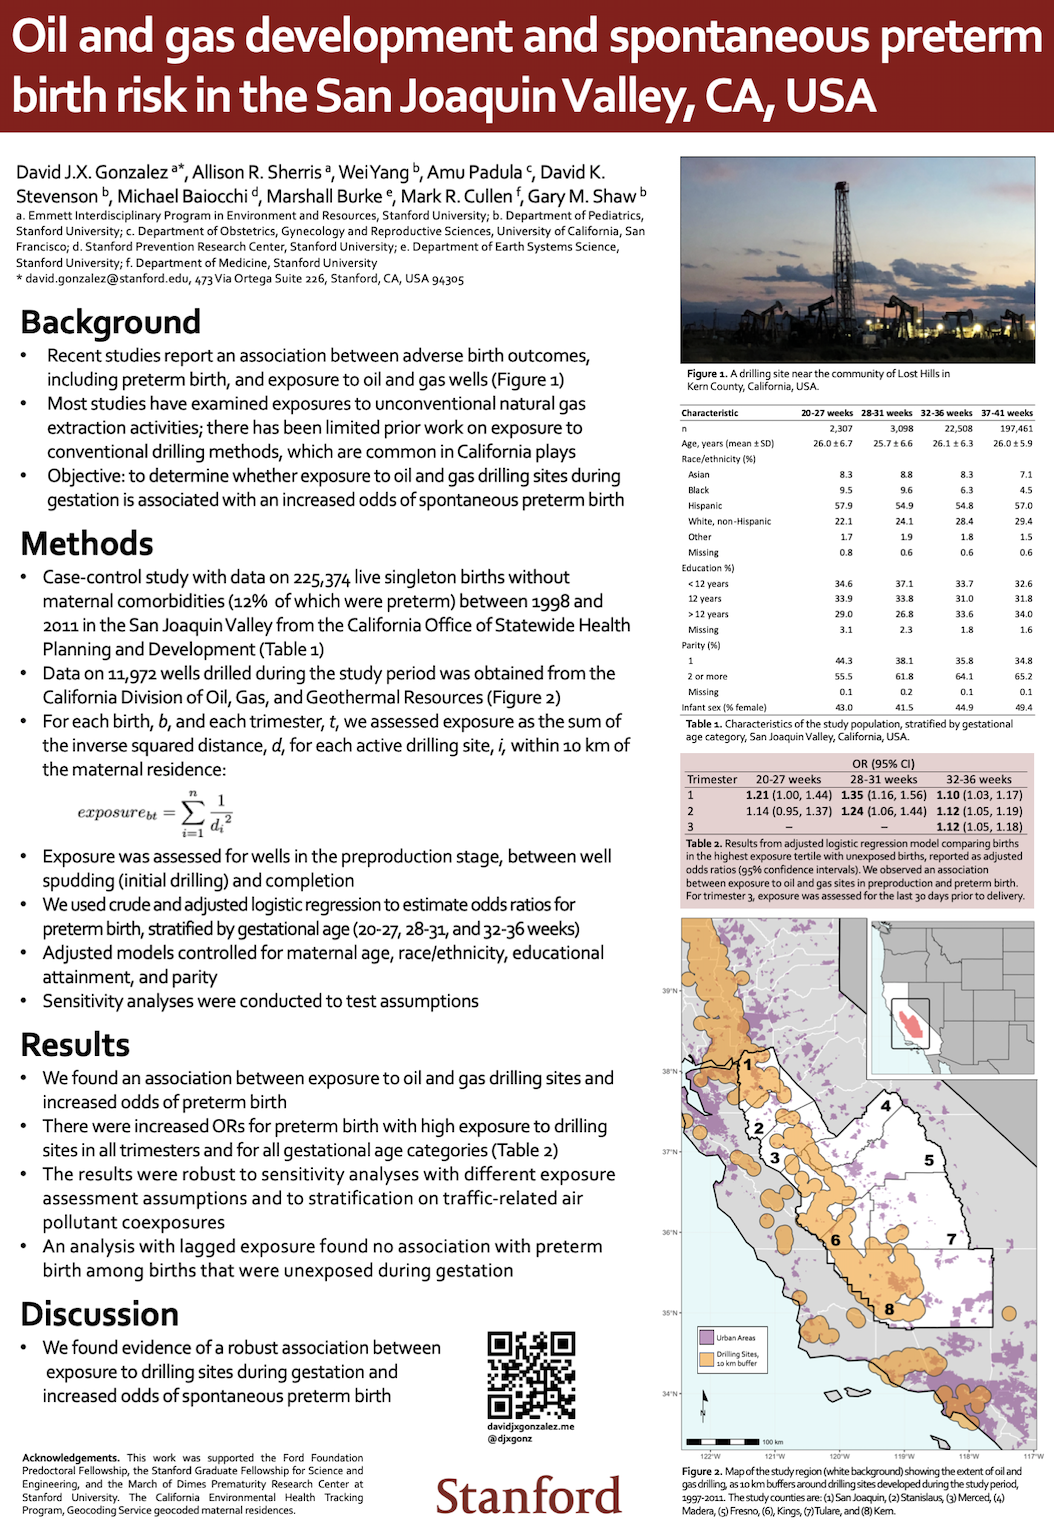 Oil and gas development and spontaneous preterm
birth risk in the San Joaquin Valley, CA, USA
David J.X. Gonzalez a*, Allison R. Sherris a, Wei Yang b, Amu Padula c, David K.
Stevenson b, Michael Baiocchi d, Marshall Burke e, Mark R. Cullen f, Gary M. Shaw b
a. Emmett Interdisciplinary Program in Environment and Resources, Stanford University; b. Department of Pediatrics,
Stanford University; c. Department of Obstetrics, Gynecology and Reproductive Sciences, University of California, San
Francisco; d. Stanford Prevention Research Center, Stanford University; e. Department of Earth Systems Science,
Stanford University; f. Department of Medicine, Stanford University
* david.gonzalez@stanford.edu, 473 Via Ortega Suite 226, Stanford, CA, USA 94305
Background
• Recent studies report an association between adverse birth outcomes,
including preterm birth, and exposure to oil and gas wells (Figure 1)
• Most studies have examined exposures to unconventional natural gas
extraction activities; there has been limited prior work on exposure to
conventional drilling methods, which are common in California plays
• Objective: to determine whether exposure to oil and gas drilling sites during
gestation is associated with an increased odds of spontaneous preterm birth
Methods
• Case-control study with data on 225,374 live singleton births without
maternal comorbidities (12% of which were preterm) between 1998 and
2011 in the San Joaquin Valley from the California Office of Statewide Health
Planning and Development (Table 1)
• Data on 11,972 wells drilled during the study period was obtained from the
California Division of Oil, Gas, and Geothermal Resources (Figure 2)
• For each birth, b, and each trimester, t, we assessed exposure as the sum of
the inverse squared distance, d, for each active drilling site, i, within 10 km of
the maternal residence:
exposure_bt = ∑_{i=1}^{n} 1/d_i²
• Exposure was assessed for wells in the preproduction stage, between well
spudding (initial drilling) and completion
• We used crude and adjusted logistic regression to estimate odds ratios for
preterm birth, stratified by gestational age (20-27, 28-31, and 32-36 weeks)
• Adjusted models controlled for maternal age, race/ethnicity, educational
attainment, and parity
• Sensitivity analyses were conducted to test assumptions
Results
• We found an association between exposure to oil and gas drilling sites and
increased odds of preterm birth
• There were increased ORs for preterm birth with high exposure to drilling
sites in all trimesters and for all gestational age categories (Table 2)
• The results were robust to sensitivity analyses with different exposure
assessment assumptions and to stratification on traffic-related air
pollutant coexposures
• An analysis with lagged exposure found no association with preterm
birth among births that were unexposed during gestation
Discussion
• We found evidence of a robust association between
exposure to drilling sites during gestation and
increased odds of spontaneous preterm birth
davidjxgonzalez.me
@djxgonz
Acknowledgements. This work was supported the Ford Foundation
Predoctoral Fellowship, the Stanford Graduate Fellowship for Science and
Engineering, and the March of Dimes Prematurity Research Center at
Stanford University. The California Environmental Health Tracking
Program, Geocoding Service geocoded maternal residences.
Stanford
Figure 1. A drilling site near the community of Lost Hills in
Kern County, California, USA.
Characteristic 20-27 weeks 28-31 weeks 32-36 weeks 37-41 weeks
n 2,307 3,098 22,508 197,461
Age, years (mean ± SD) 26.0 ± 6.7 25.7 ± 6.6 26.1 ± 6.3 26.0 ± 5.9
Race/ethnicity (%)
Asian 8.3 8.8 8.3 7.1
Black 9.5 9.6 6.3 4.5
Hispanic 57.9 54.9 54.8 57.0
White, non-Hispanic 22.1 24.1 28.4 29.4
Other 1.7 1.9 1.8 1.5
Missing 0.8 0.6 0.6 0.6
Education %)
< 12 years 34.6 37.1 33.7 32.6
12 years 33.9 33.8 31.0 31.8
> 12 years 29.0 26.8 33.6 34.0
Missing 3.1 2.3 1.8 1.6
Parity (%)
1 44.3 38.1 35.8 34.8
2 or more 55.5 61.8 64.1 65.2
Missing 0.1 0.2 0.1 0.1
Infant sex (% female) 43.0 41.5 44.9 49.4
Table 1. Characteristics of the study population, stratified by gestational
age category, San Joaquin Valley, California, USA.
OR (95% CI)
Trimester 20-27 weeks 28-31 weeks 32-36 weeks
1 1.21 (1.00, 1.44) 1.35 (1.16, 1.56) 1.10 (1.03, 1.17)
2 1.14 (0.95, 1.37) 1.24 (1.06, 1.44) 1.12 (1.05, 1.19)
3 – – 1.12 (1.05, 1.18)
Table 2. Results from adjusted logistic regression model comparing births
in the highest exposure tertile with unexposed births, reported as adjusted
odds ratios (95% confidence intervals). We observed an association
between exposure to oil and gas sites in preproduction and preterm birth.
For trimester 3, exposure was assessed for the last 30 days prior to delivery.
39°N
38°N
37°N
36°N
35°N
34°N
1
2
3
4
5
6
7
8
Urban Areas
Drilling Sites,
10 km buffer
N
100 km
122°W 121°W 120°W 119°W 118°W 117°W
Figure 2. Map of the study region (white background) showing the extent of oil and
gas drilling, as 10 km buffers around drilling sites developed during the study period,
1997-2011. The study counties are: (1) San Joaquin, (2) Stanislaus, (3) Merced, (4)
Madera, (5) Fresno, (6), Kings, (7) Tulare, and (8) Kern.